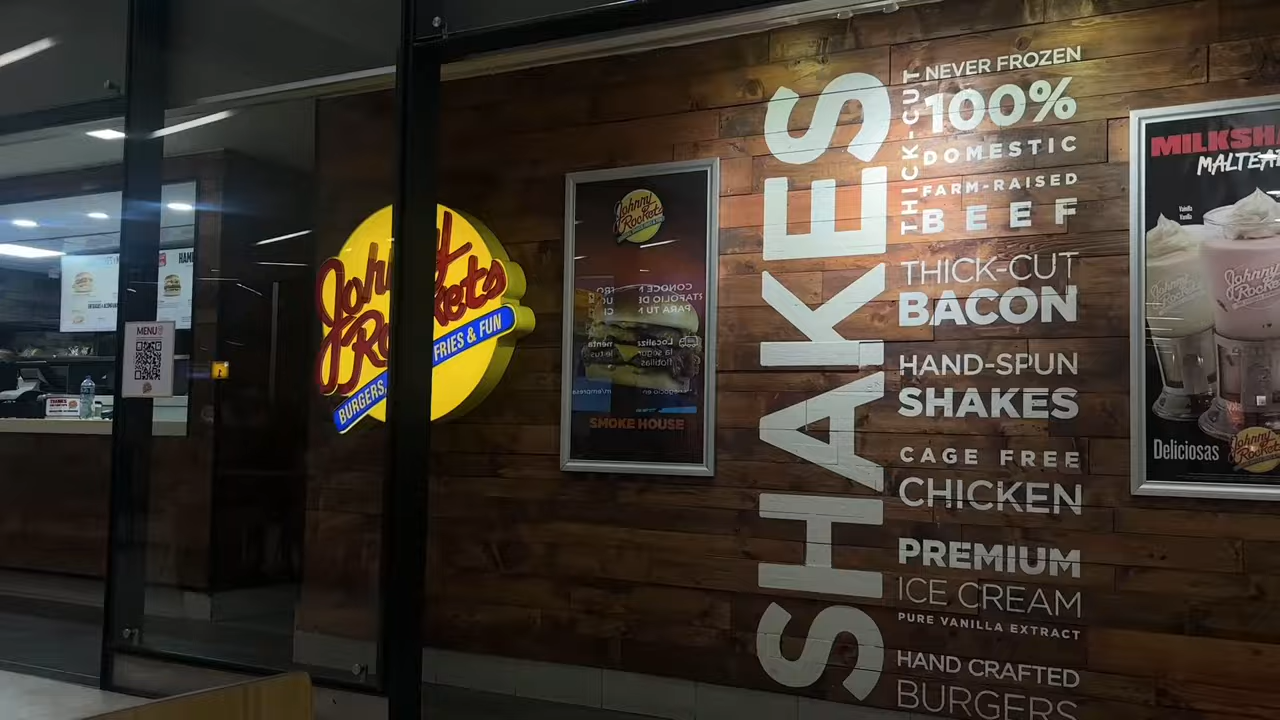 MENU
Johnny
Rockets
BURGERS, FRIES & FUN
Johnny
Rockets
SMOKE HOUSE
SHAKES
THICK-CUT
NEVER FROZEN
100%
DOMESTIC
FARM-RAISED
BEEF
THICK-CUT
BACON
HAND-SPUN
SHAKES
CAGE FREE
CHICKEN
PREMIUM
ICE CREAM
PURE VANILLA EXTRACT
HAND CRAFTED
BURGERS
MILKSH
MALTEA
Vainilla
Vanilla
Johnny
Rockets
Deliciosas
Johnny
Rockets